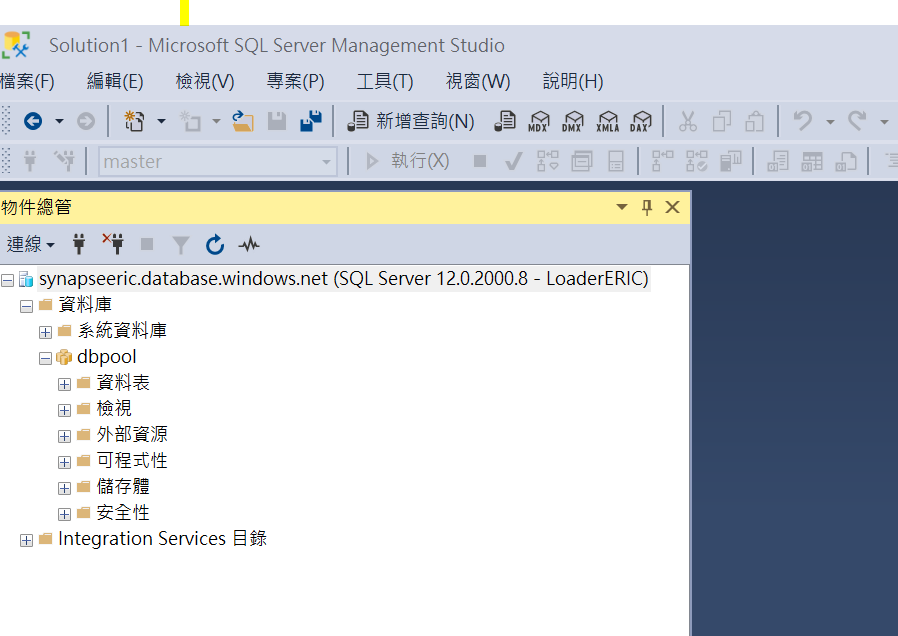 Solution1 - Microsoft SQL Server Management Studio
檔案(F) 編輯(E) 檢視(V) 專案(P) 工具(T) 視窗(W) 說明(H)
新增查詢(N) MDX DMX XMLA DAX
master 執行(X)
物件總管
連線
synapseeric.database.windows.net (SQL Server 12.0.2000.8 - LoaderERIC)
資料庫
系統資料庫
dbpool
資料表
檢視
外部資源
可程式性
儲存體
安全性
Integration Services 目錄